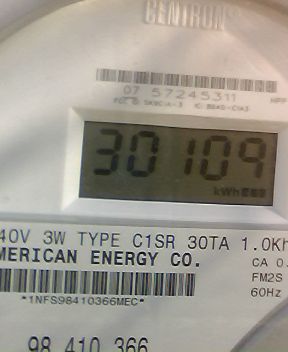 CENTRON®
07 57245311
30109
kWh
40V 3W TYPE C1SR 30TA 1.0Kh
MERICAN ENERGY CO.
CA 0.
FM2S
60Hz
*1NFS98410366MEC*
98 410 366